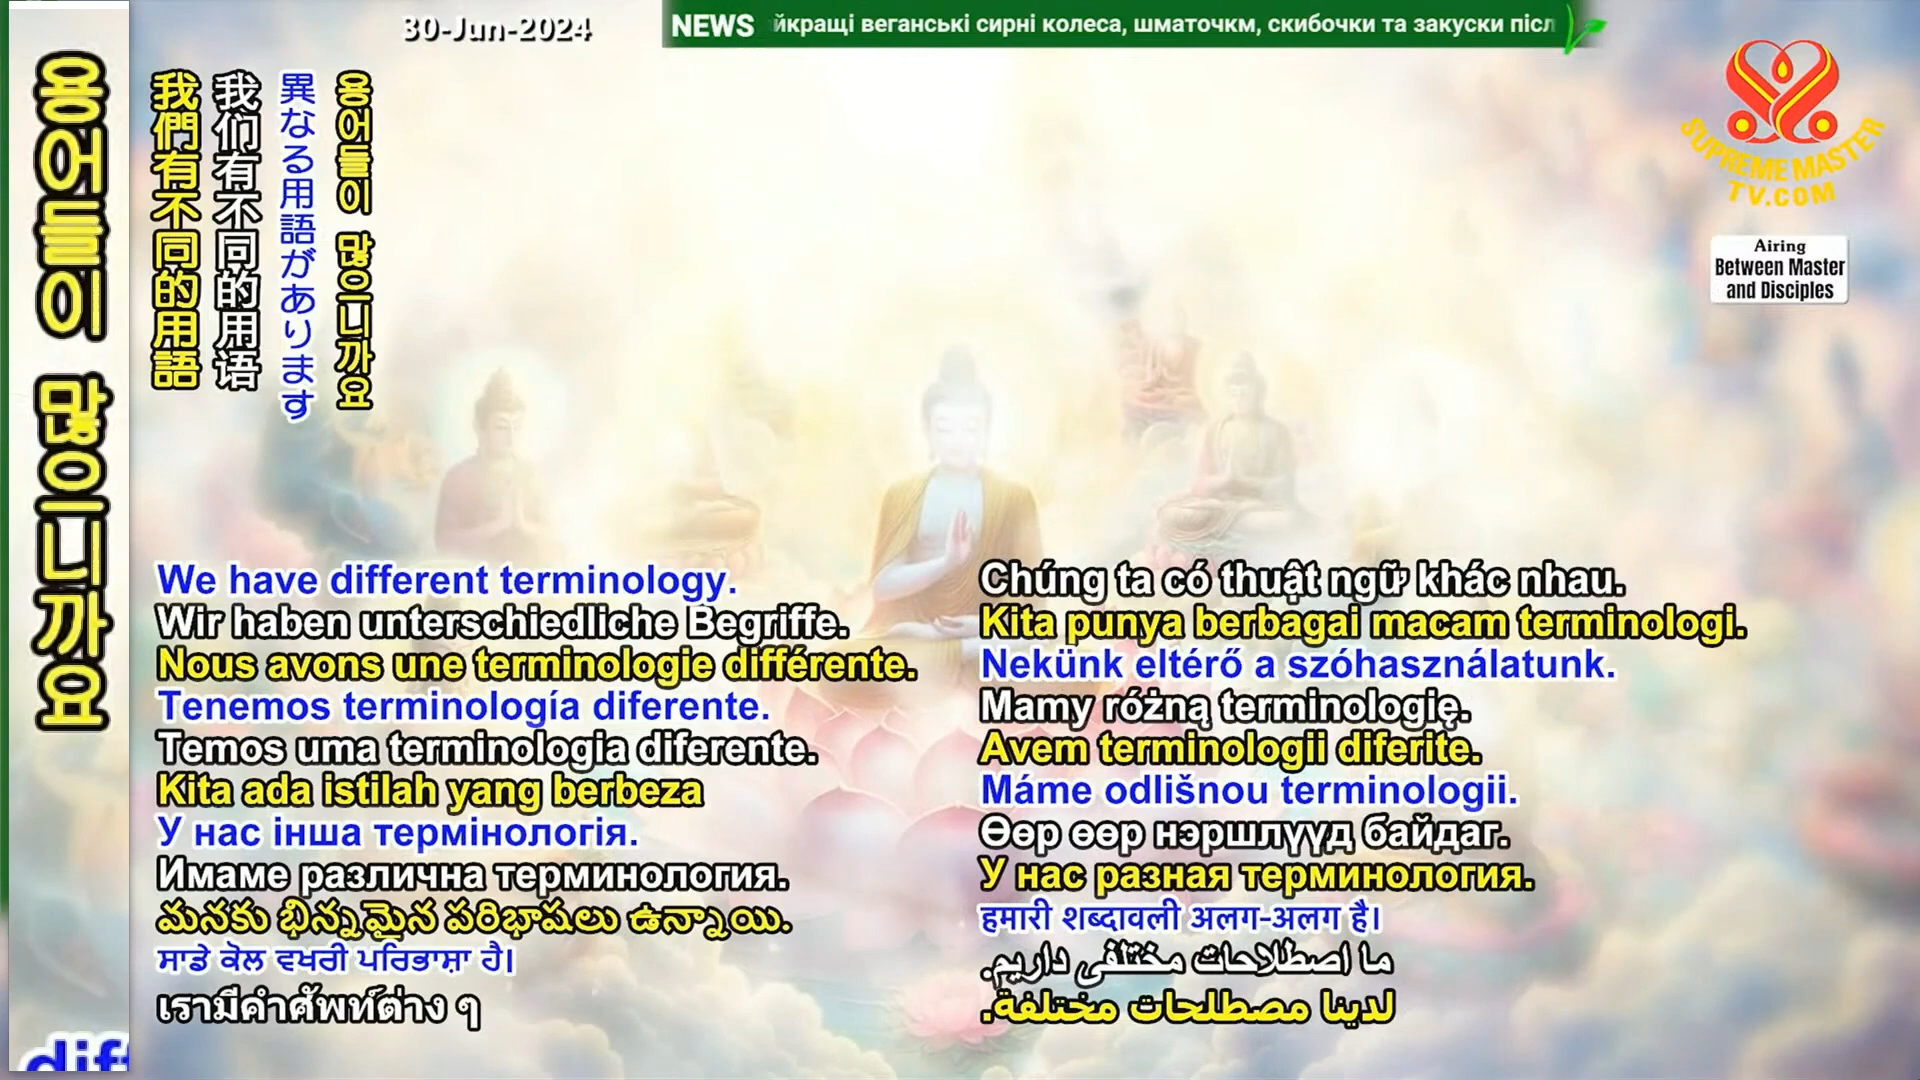 30-Jun-2024
NEWS йкращі веганські сирні колеса, шматочкм, скибочки та закуски післ
SUPREME MASTER
TV.COM
Airing
Between Master
and Disciples
용어들이 많으니까요
我們有不同的用語
我们有不同的用语
異なる用語があります
용어들이 많으니까요
We have different terminology.
Wir haben unterschiedliche Begriffe.
Nous avons une terminologie différente.
Tenemos terminología diferente.
Temos uma terminologia diferente.
Kita ada istilah yang berbeza
У нас інша термінологія.
Имаме различна терминология.
మనకు భిన్నమైన పరిభాషలు ఉన్నాయి.
ਸਾਡੇ ਕੋਲ ਵਖਰੀ ਪਰਿਭਾਸ਼ਾ ਹੈ।
เรามีคำศัพท์ต่าง ๆ
Chúng ta có thuật ngữ khác nhau.
Kita punya berbagai macam terminologi.
Nekünk eltérő a szóhasználatunk.
Mamy różną terminologię.
Avem terminologii diferite.
Máme odlišnou terminologii.
Өөр өөр нэршлүүд байдаг.
У нас разная терминология.
हमारी शब्दावली अलग-अलग है।
ما اصطلاحات مختلفی داریم.
لدينا مصطلحات مختلفة.
diff